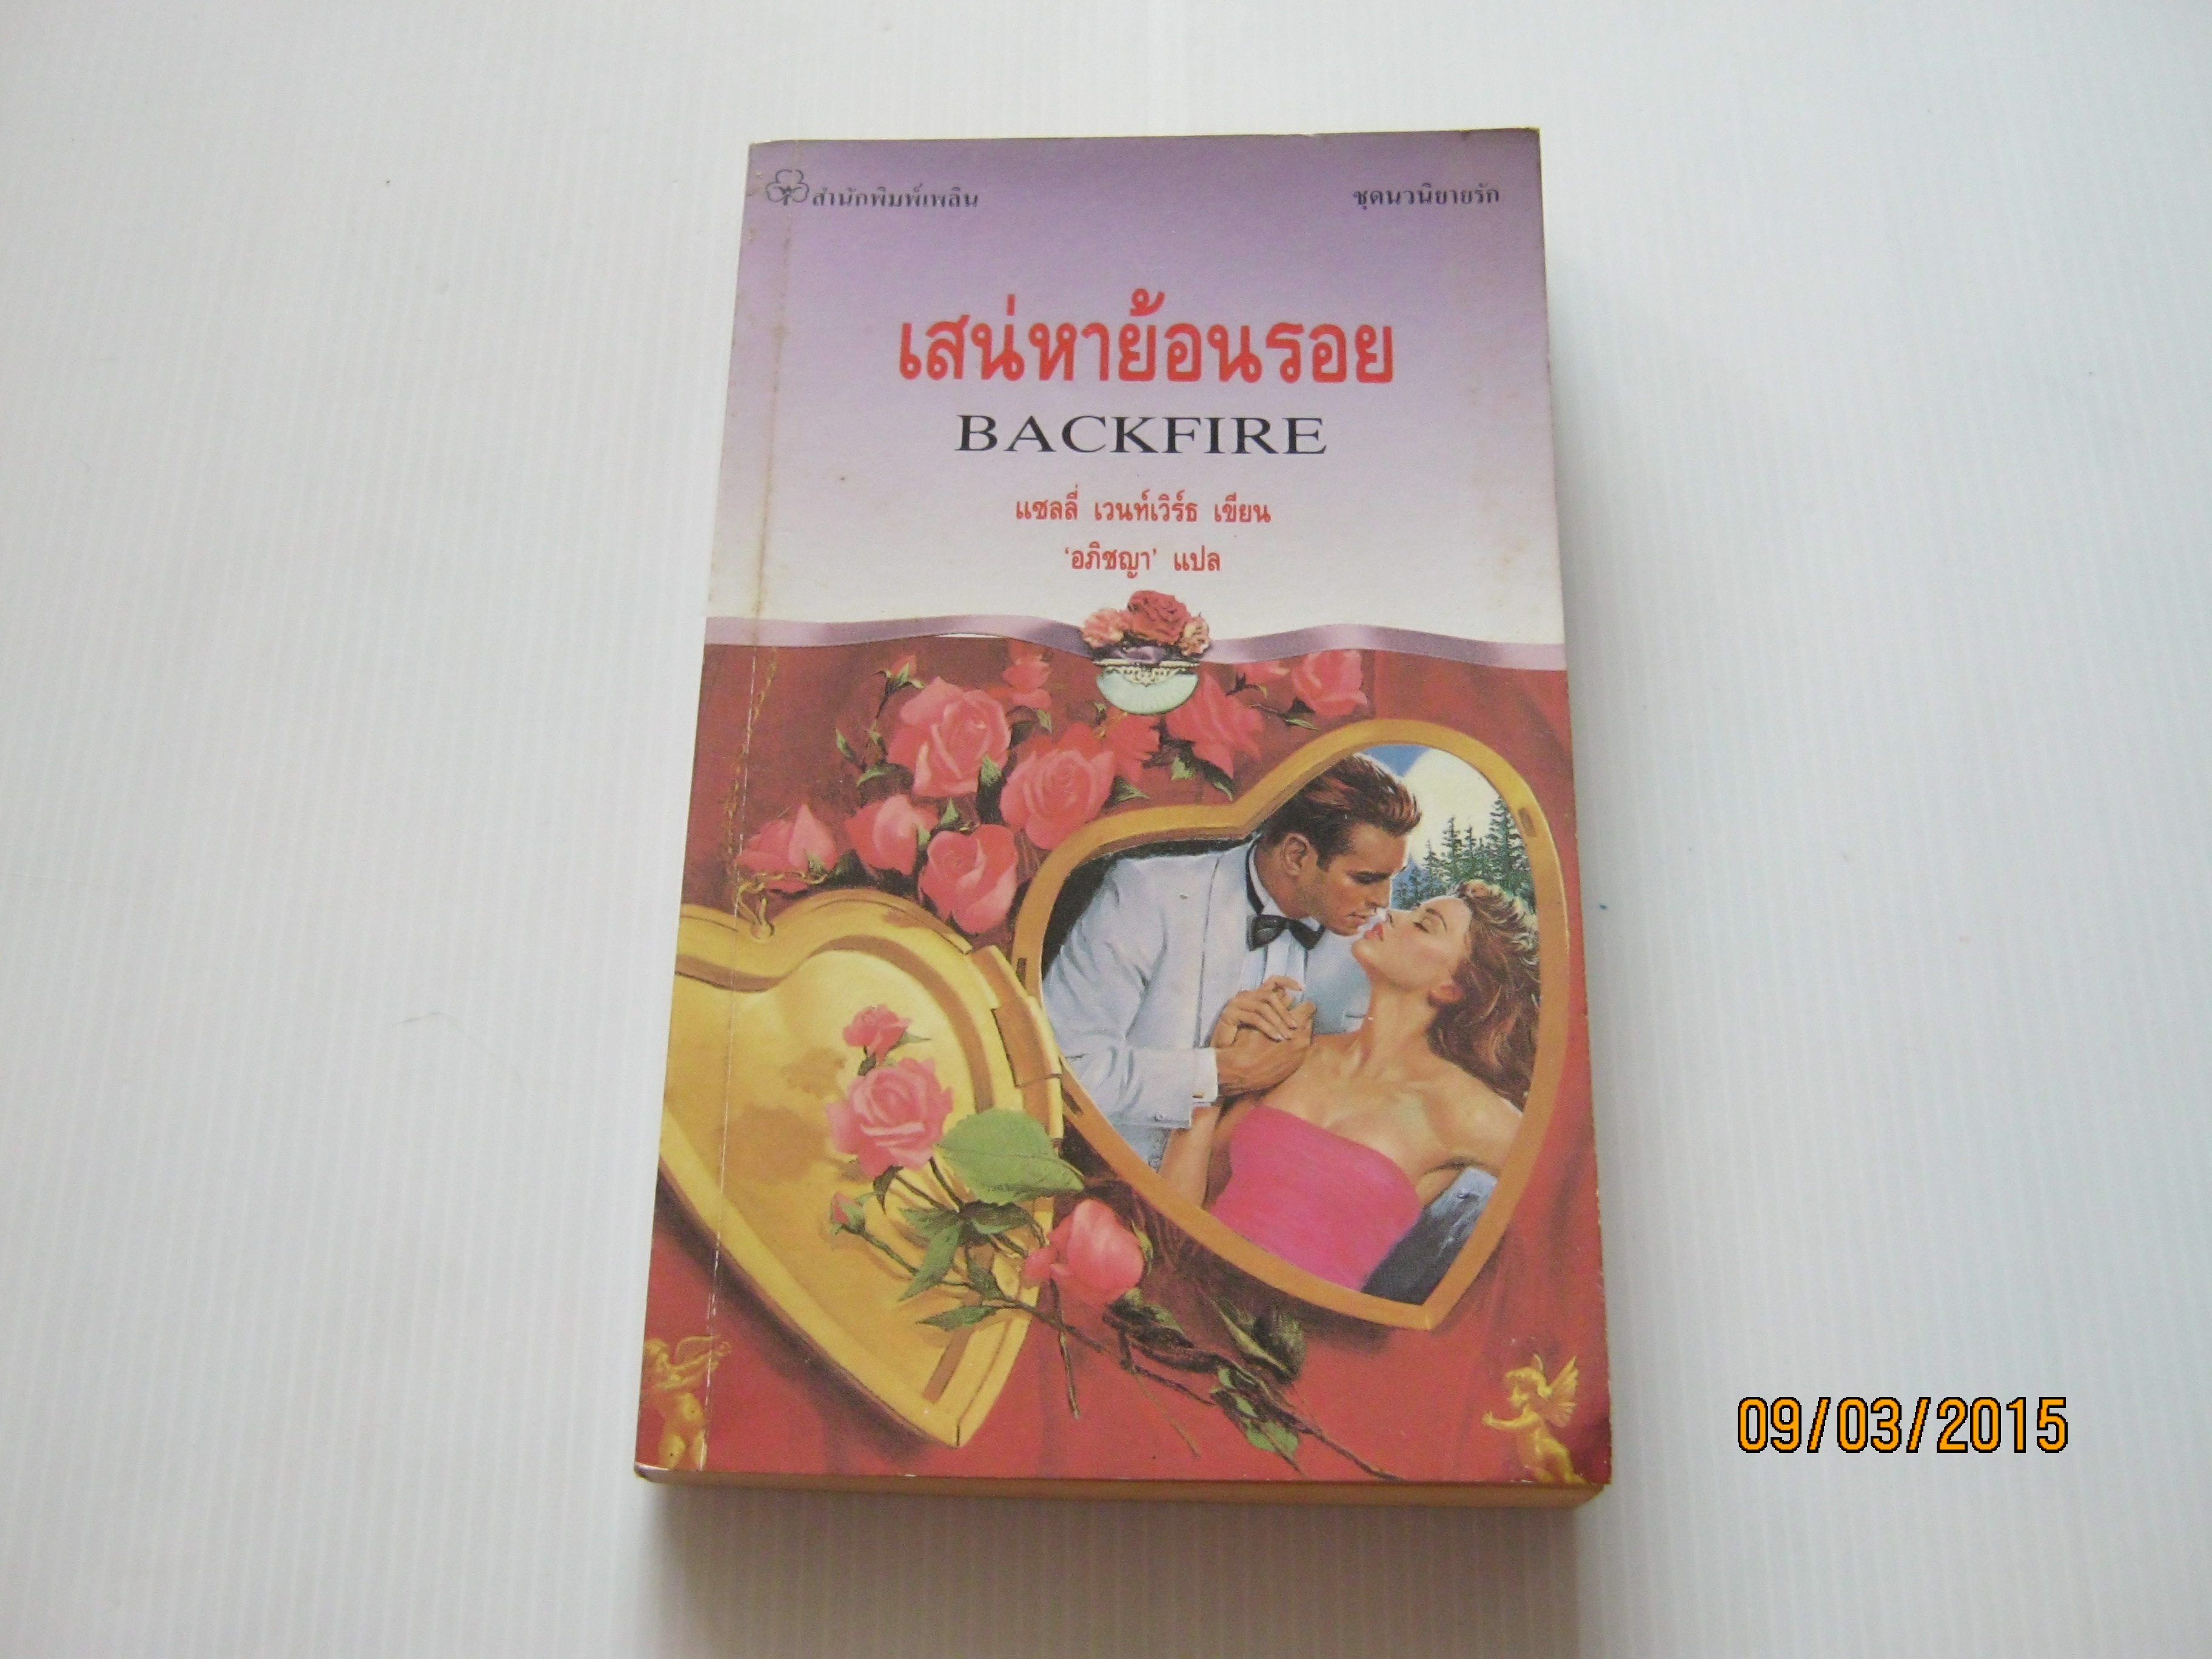 สำนักพิมพ์เพลิน
ชุดนวนิยายรัก
เสน่หาย้อนรอย
BACKFIRE
แซลลี่ เวนท์เวิร์ธ เขียน
‘อภิชญา’ แปล
09/03/2015